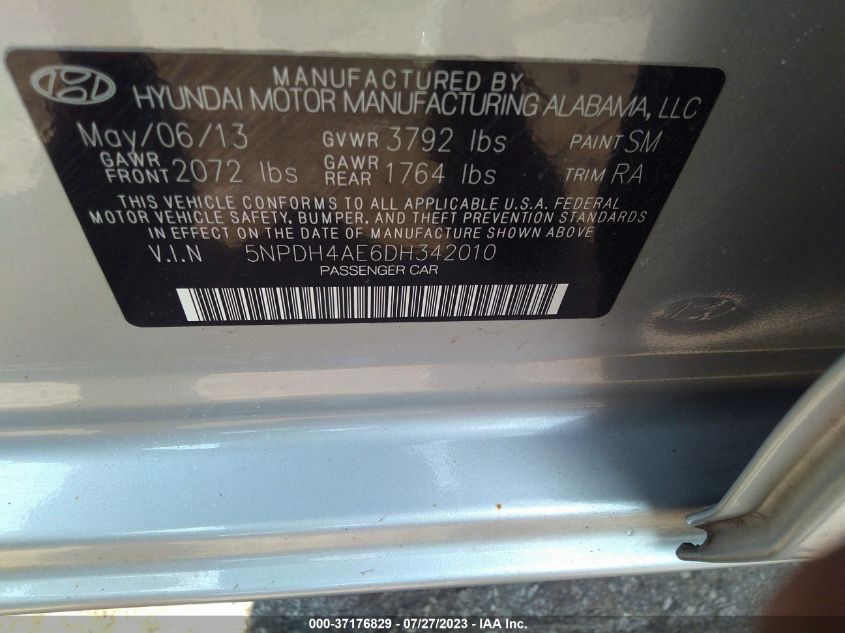 MANUFACTURED BY
HYUNDAI MOTOR MANUFACTURING ALABAMA, LLC
May/06/13 GVWR 3792 lbs PAINT SM
GAWR FRONT 2072 lbs GAWR REAR 1764 lbs TRIM RA
THIS VEHICLE CONFORMS TO ALL APPLICABLE U.S.A. FEDERAL
MOTOR VEHICLE SAFETY, BUMPER, AND THEFT PREVENTION STANDARDS
IN EFFECT ON THE DATE OF MANUFACTURE SHOWN ABOVE
V.I.N 5NPDH4AE6DH342010
PASSENGER CAR
000-37176829 - 07/27/2023 - IAA Inc.